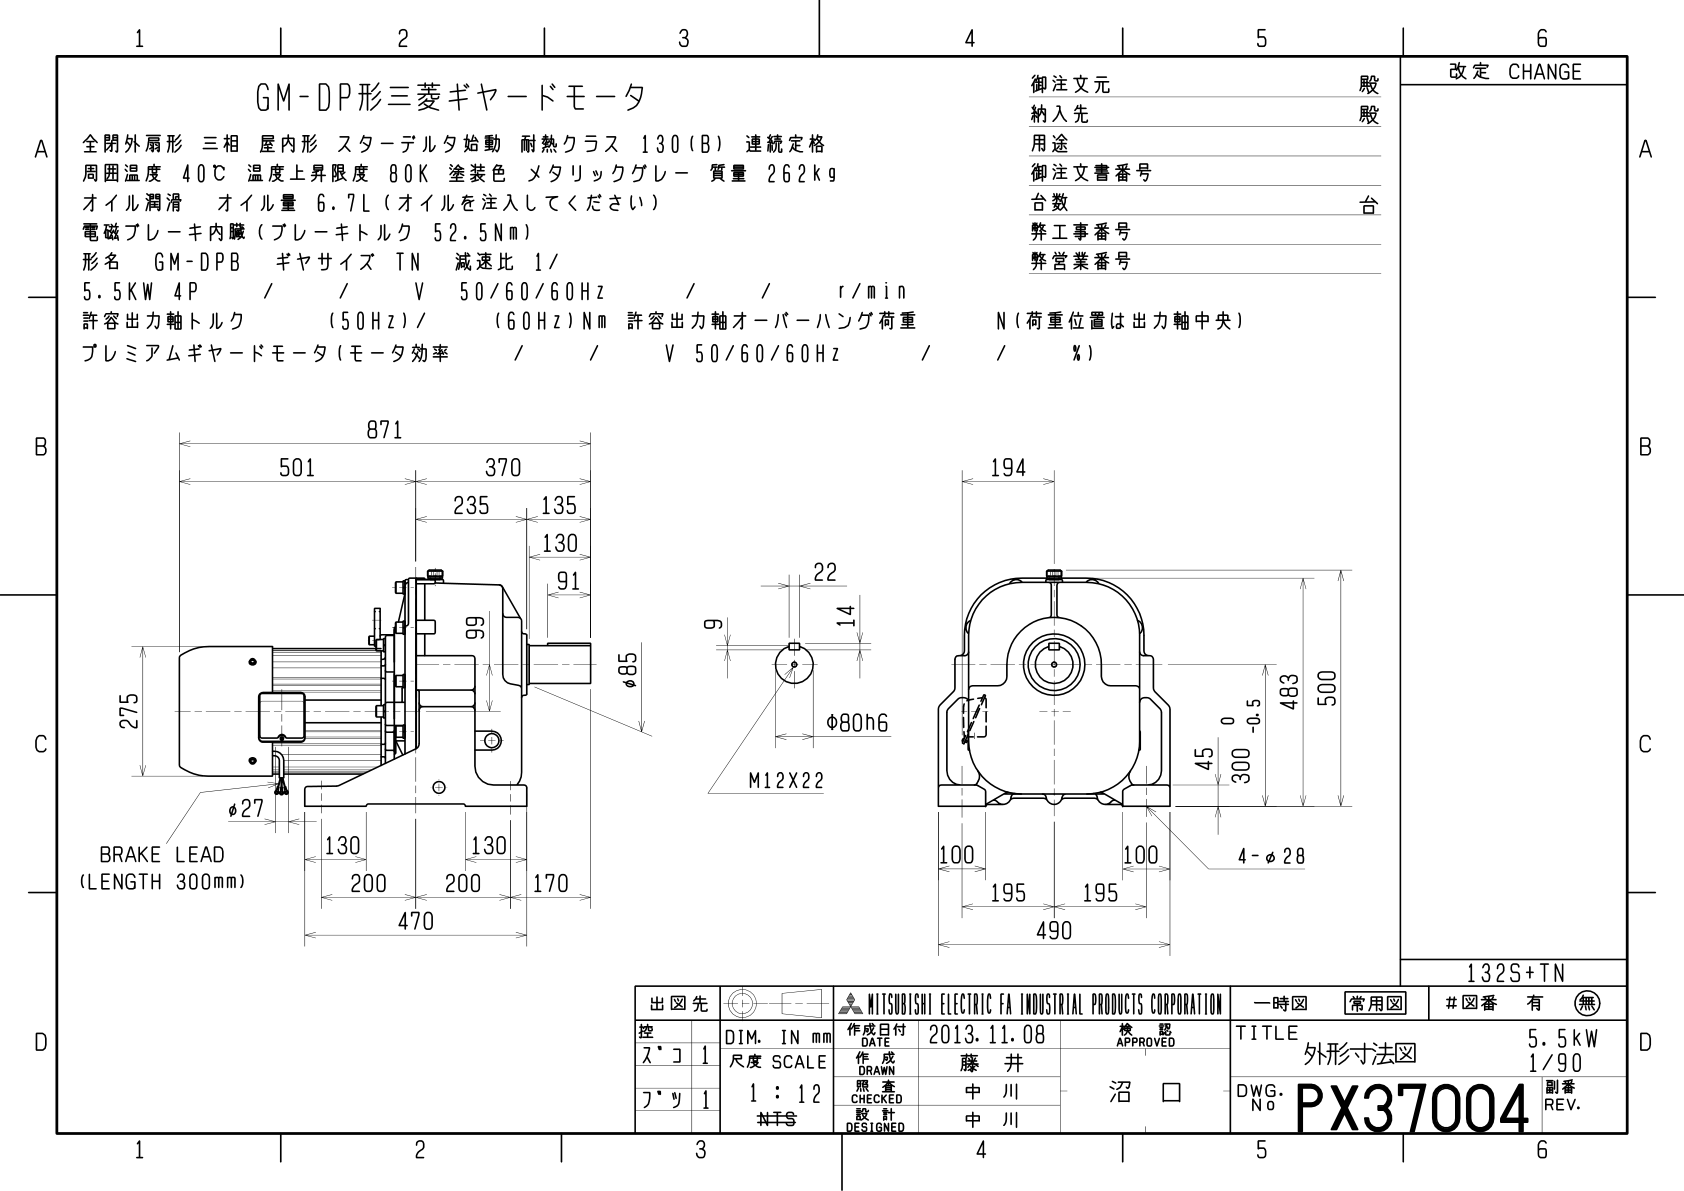 1 2 3 4 5 6
改定 CHANGE
GM-DP形三菱ギヤードモータ
全閉外扇形 三相 屋内形 スターデルタ始動 耐熱クラス 130(B) 連続定格
周囲温度 40℃ 温度上昇限度 80K 塗装色 メタリックグレー 質量 262kg
オイル潤滑 オイル量 6.7L(オイルを注入してください)
電磁ブレーキ内臓(ブレーキトルク 52.5Nm)
形名 GM-DPB ギヤサイズ TN 減速比 1/
5.5KW 4P / / V 50/60/60Hz / / r/min
許容出力軸トルク (50Hz)/ (60Hz)Nm 許容出力軸オーバーハング荷重 N(荷重位置は出力軸中央)
プレミアムギヤードモータ(モータ効率 / / V 50/60/60Hz / / %)
御注文元 殿
納入先 殿
用途
御注文書番号
台数 台
弊工事番号
弊営業番号
A A
B B
C C
D D
871
501 370
235 135
130
91
99
275
φ85
φ27
BRAKE LEAD
(LENGTH 300mm)
130 130
200 200 170
470
22
9
14
Φ80h6
M12X22
194
500
483
300 0 -0.5
45
100 100
4-φ28
195 195
490
132S+TN
出図先
控
ズコ 1
ブツ 1
DIM. IN mm
尺度 SCALE
1 : 12
NTS
MITSUBISHI ELECTRIC FA INDUSTRIAL PRODUCTS CORPORATION
作成日付 DATE 2013.11.08
作成 DRAWN 藤井
照査 CHECKED 中川
設計 DESIGNED 中川
検認 APPROVED
沼口
一時図 常用図 #図番 有 無
TITLE
外形寸法図
5.5kW
1/90
DWG. No PX37004
副番 REV.
1 2 3 4 5 6